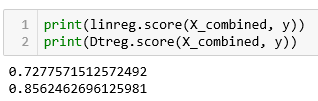 1 print(linreg.score(X_combined, y))
2 print(Dtreg.score(X_combined, y))
0.7277571512572492
0.8562462696125981